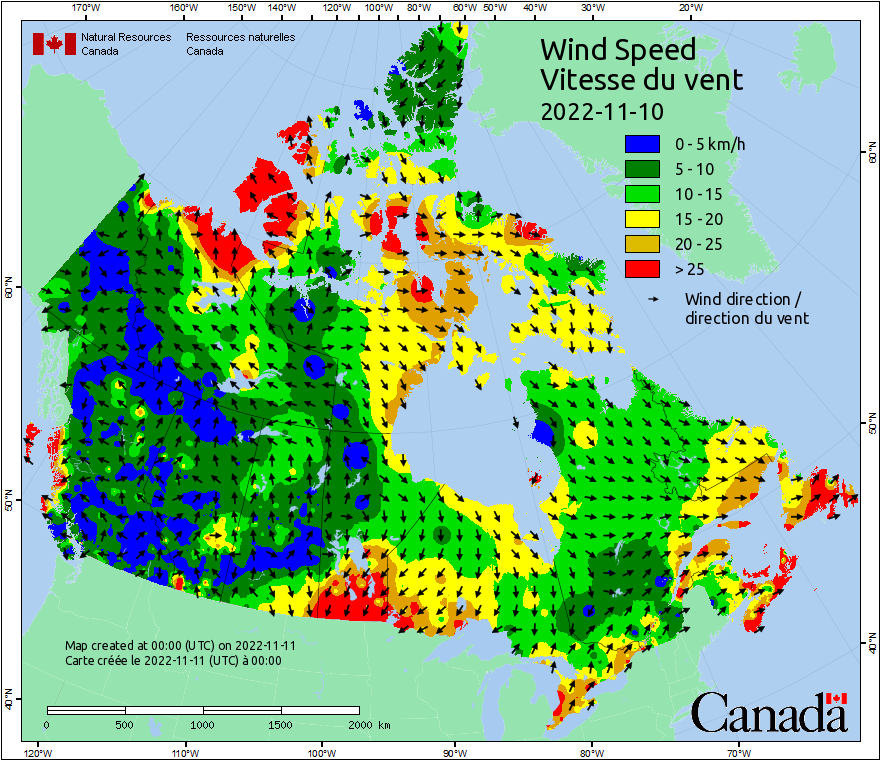 170°W 160°W 150°W 140°W 120°W 100°W 80°W 60°W 50°W 40°W 30°W 20°W
Natural Resources Ressources naturelles
Canada Canada
Wind Speed
Vitesse du vent
2022-11-10
0 - 5 km/h
5 - 10
10 - 15
15 - 20
20 - 25
> 25
Wind direction /
direction du vent
60°N
60°N
50°N
50°N
40°N
40°N
Map created at 00:00 (UTC) on 2022-11-11
Carte créée le 2022-11-11 (UTC) à 00:00
0 500 1000 1500 2000 km
Canada
120°W 110°W 100°W 90°W 80°W 70°W